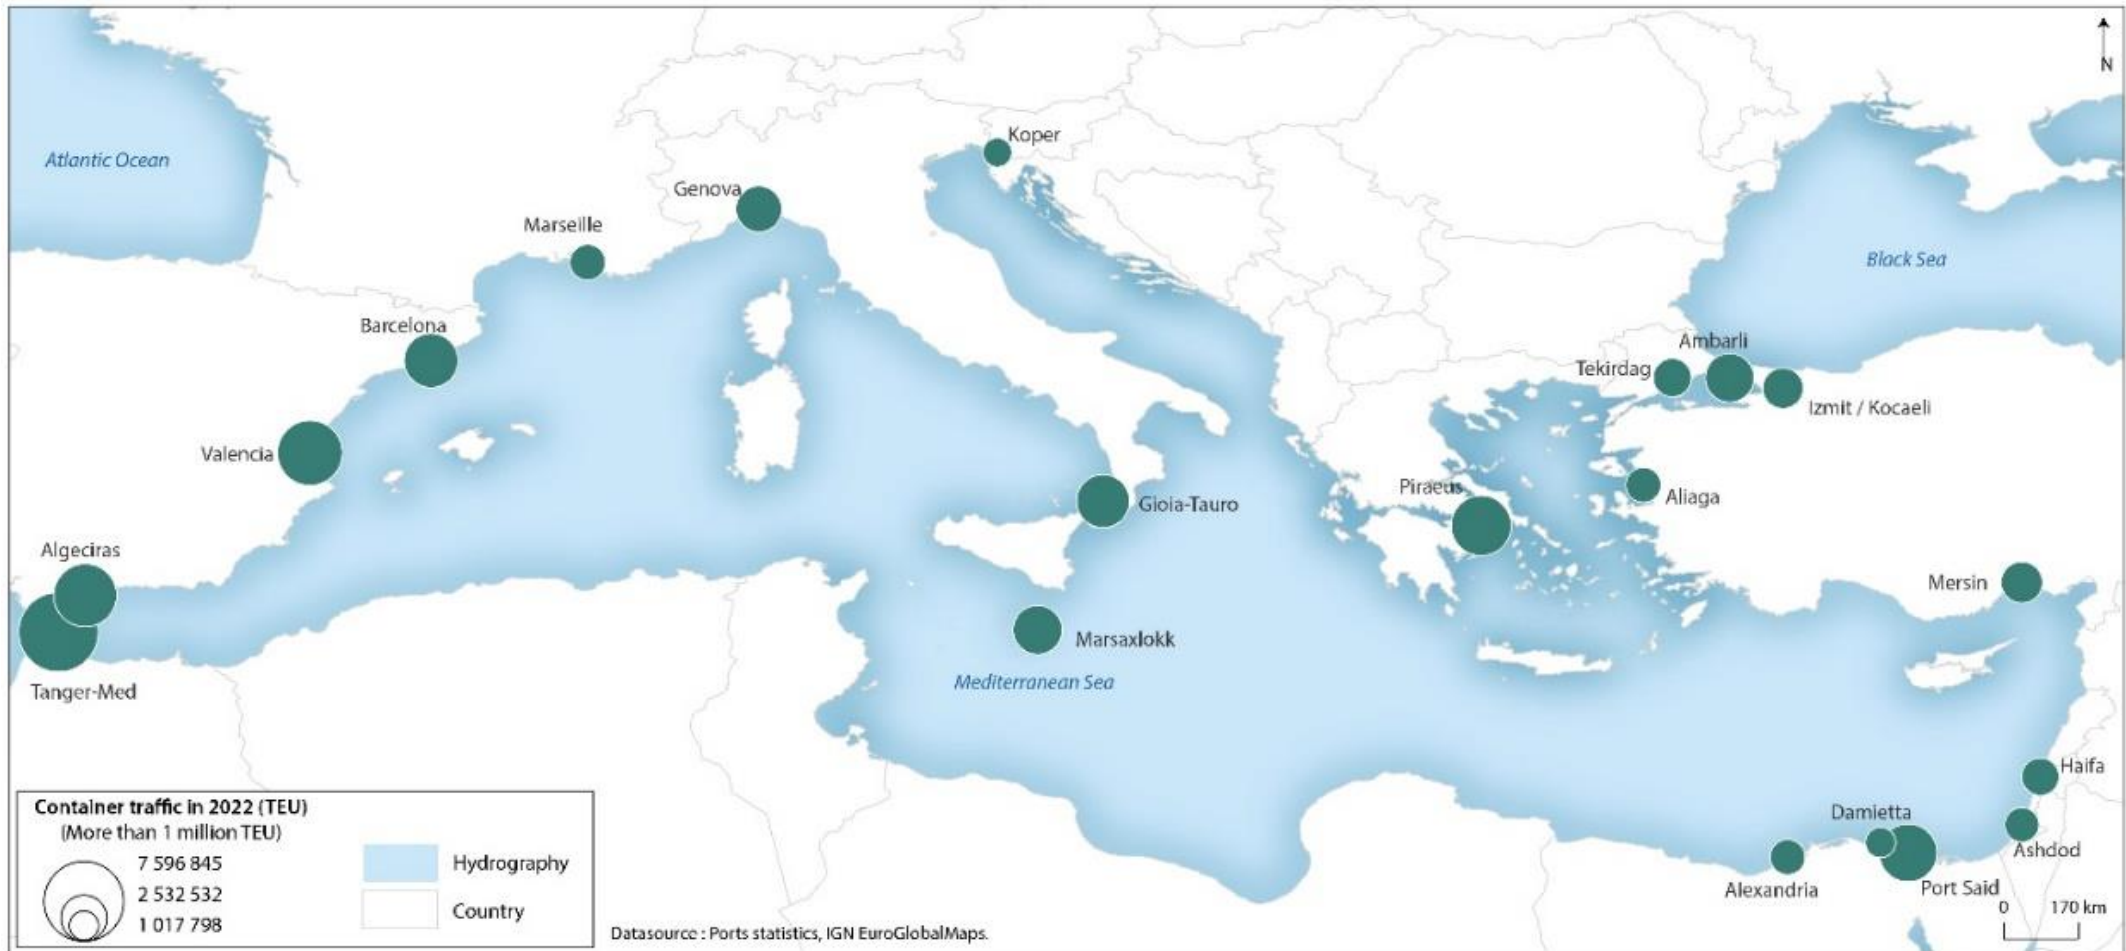 N
Atlantic Ocean
Koper
Genova
Marseille
Black Sea
Barcelona
Ambarli
Tekirdag
Izmit / Kocaeli
Valencia
Piraeus
Aliaga
Gioia-Tauro
Algeciras
Mersin
Marsaxlokk
Mediterranean Sea
Tanger-Med
Haifa
Damietta
Ashdod
Alexandria
Port Said
0 170 km
Container traffic in 2022 (TEU)
(More than 1 million TEU)
7 596 845
2 532 532
1 017 798
Hydrography
Country
Datasource : Ports statistics, IGN EuroGlobalMaps.